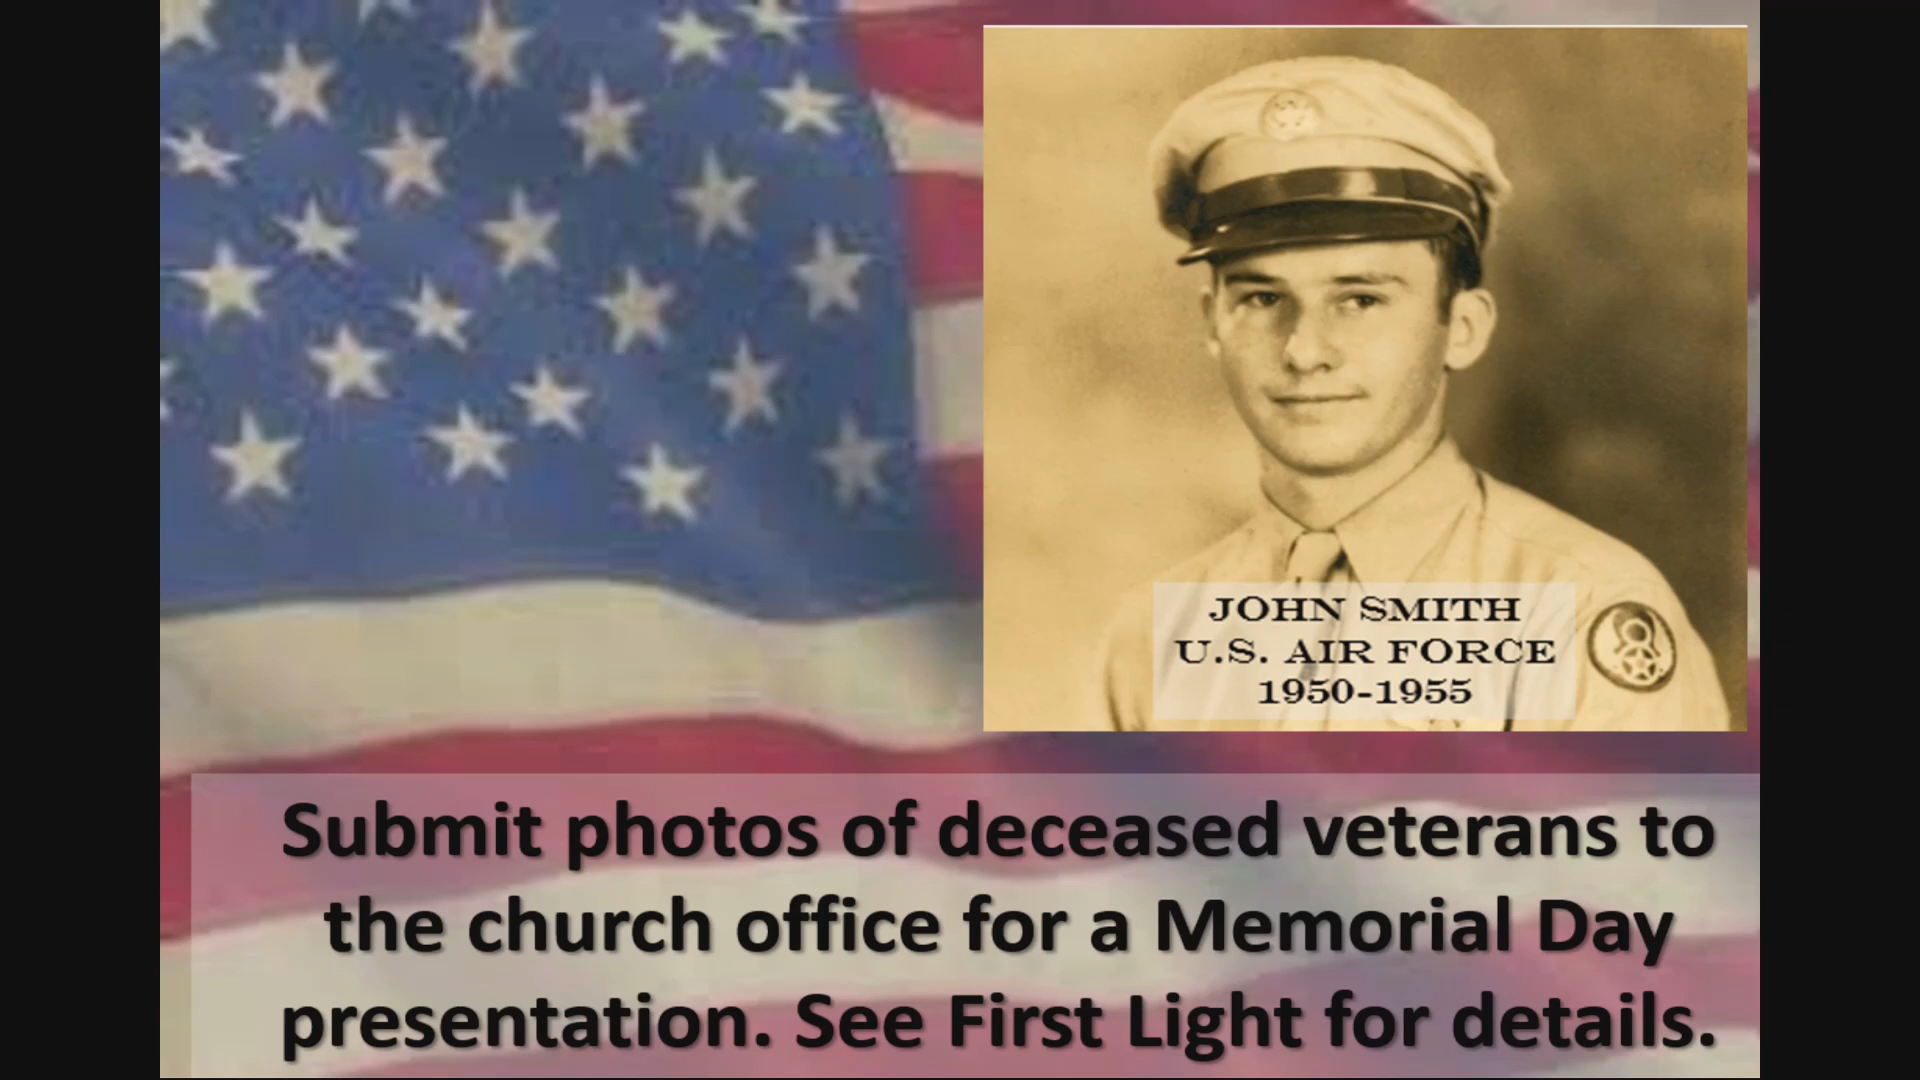 JOHN SMITH
U.S. AIR FORCE
1950-1955
Submit photos of deceased veterans to
the church office for a Memorial Day
presentation. See First Light for details.